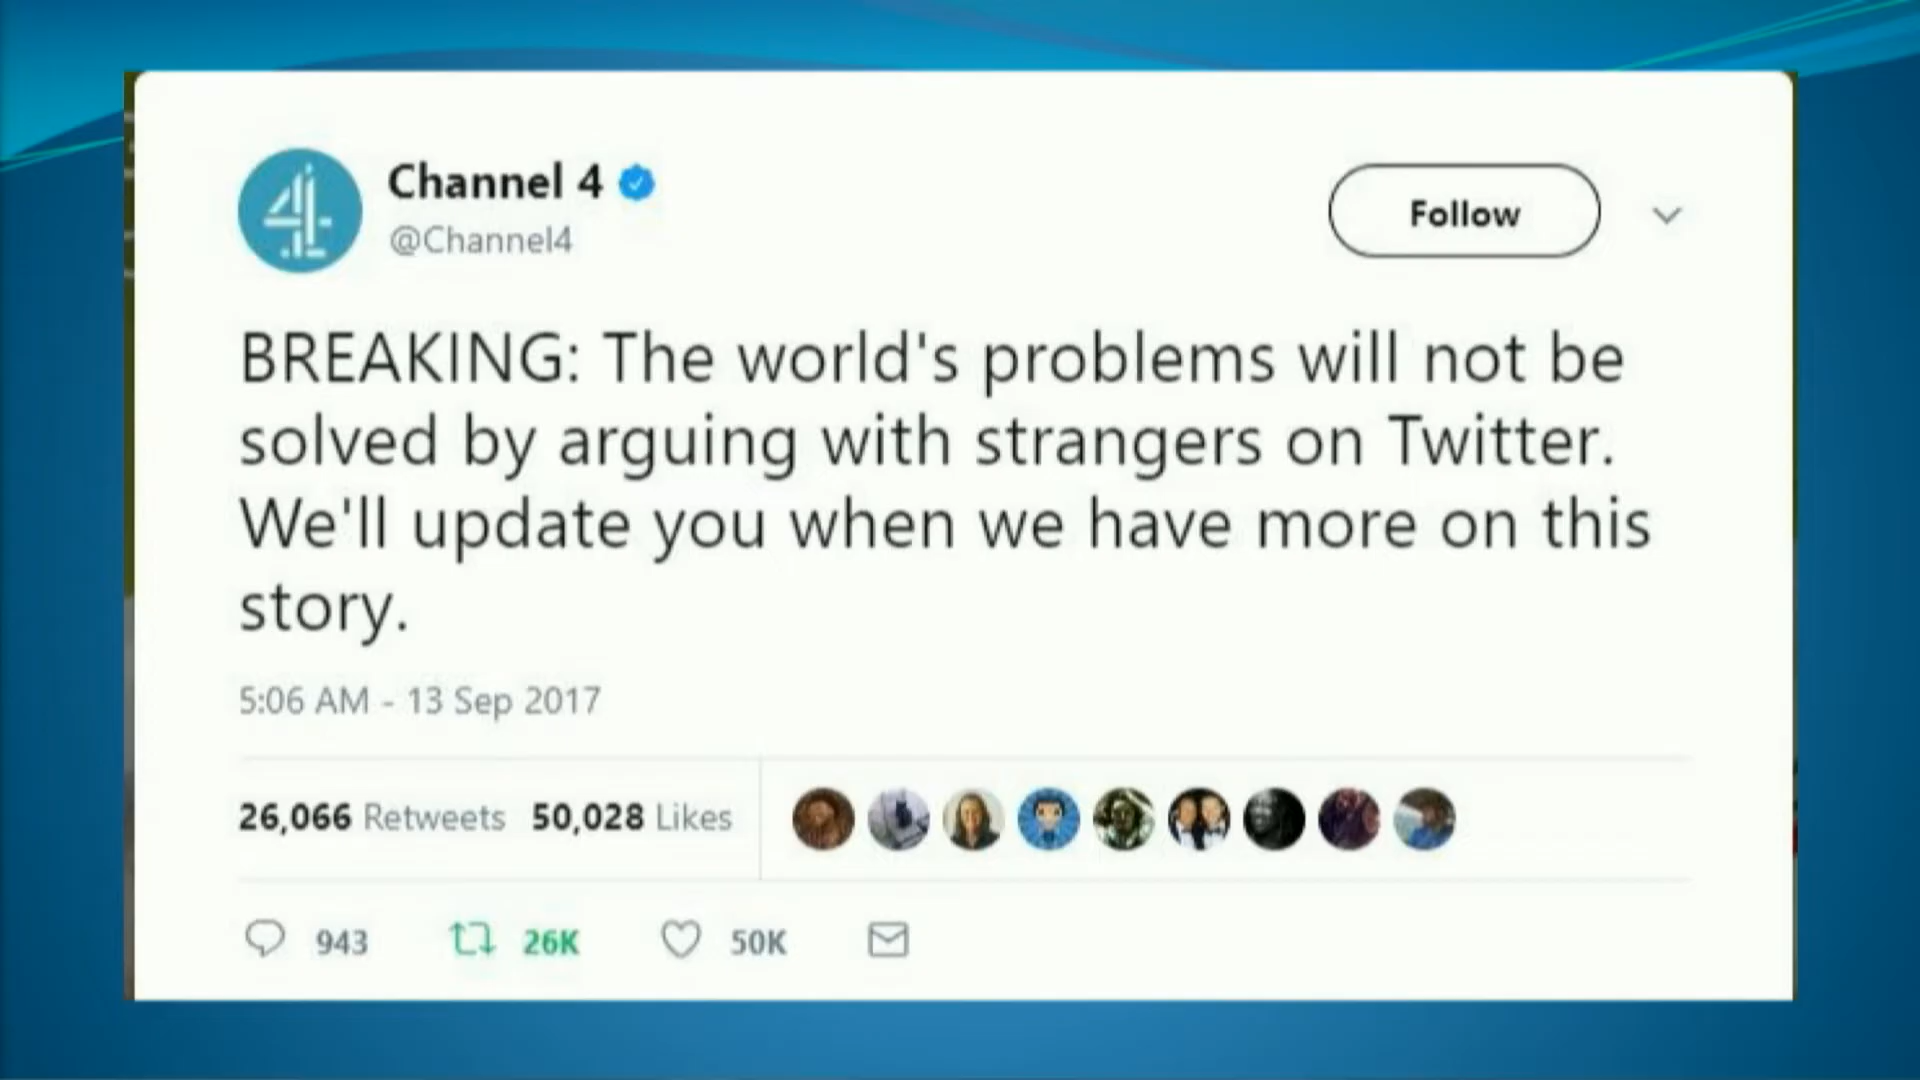 Channel 4
@Channel4
Follow
BREAKING: The world's problems will not be
solved by arguing with strangers on Twitter.
We'll update you when we have more on this
story.
5:06 AM - 13 Sep 2017
26,066 Retweets 50,028 Likes
943 26K 50K